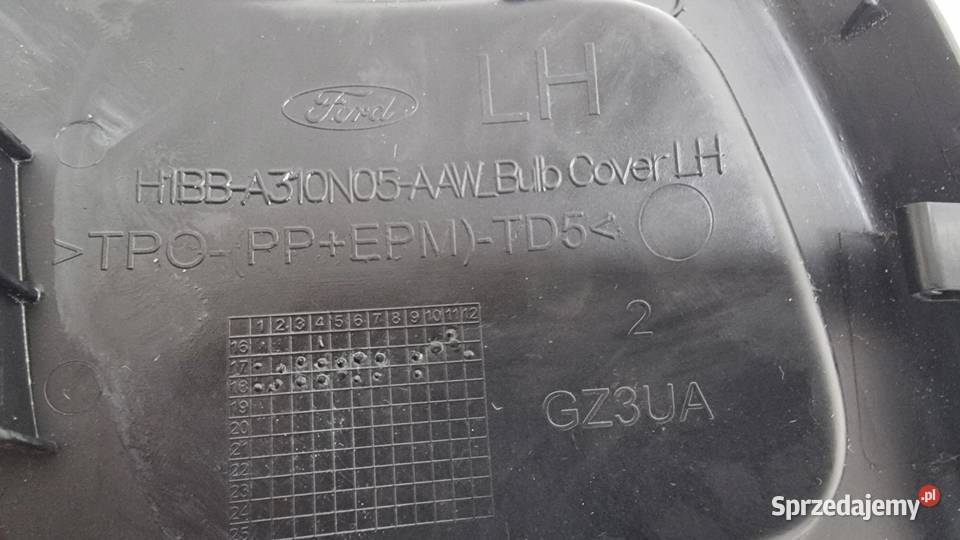 Ford
LH
H1BB-A310N05-AAW_Bulb Cover LH
>TPO-(PP+EPM)-TD5<
1 2 3 4 5 6 7 8 9 10 11 12
16
17
18
19
20
21
22
23
24
25
2
GZ3UA
Sprzedajemy.pl